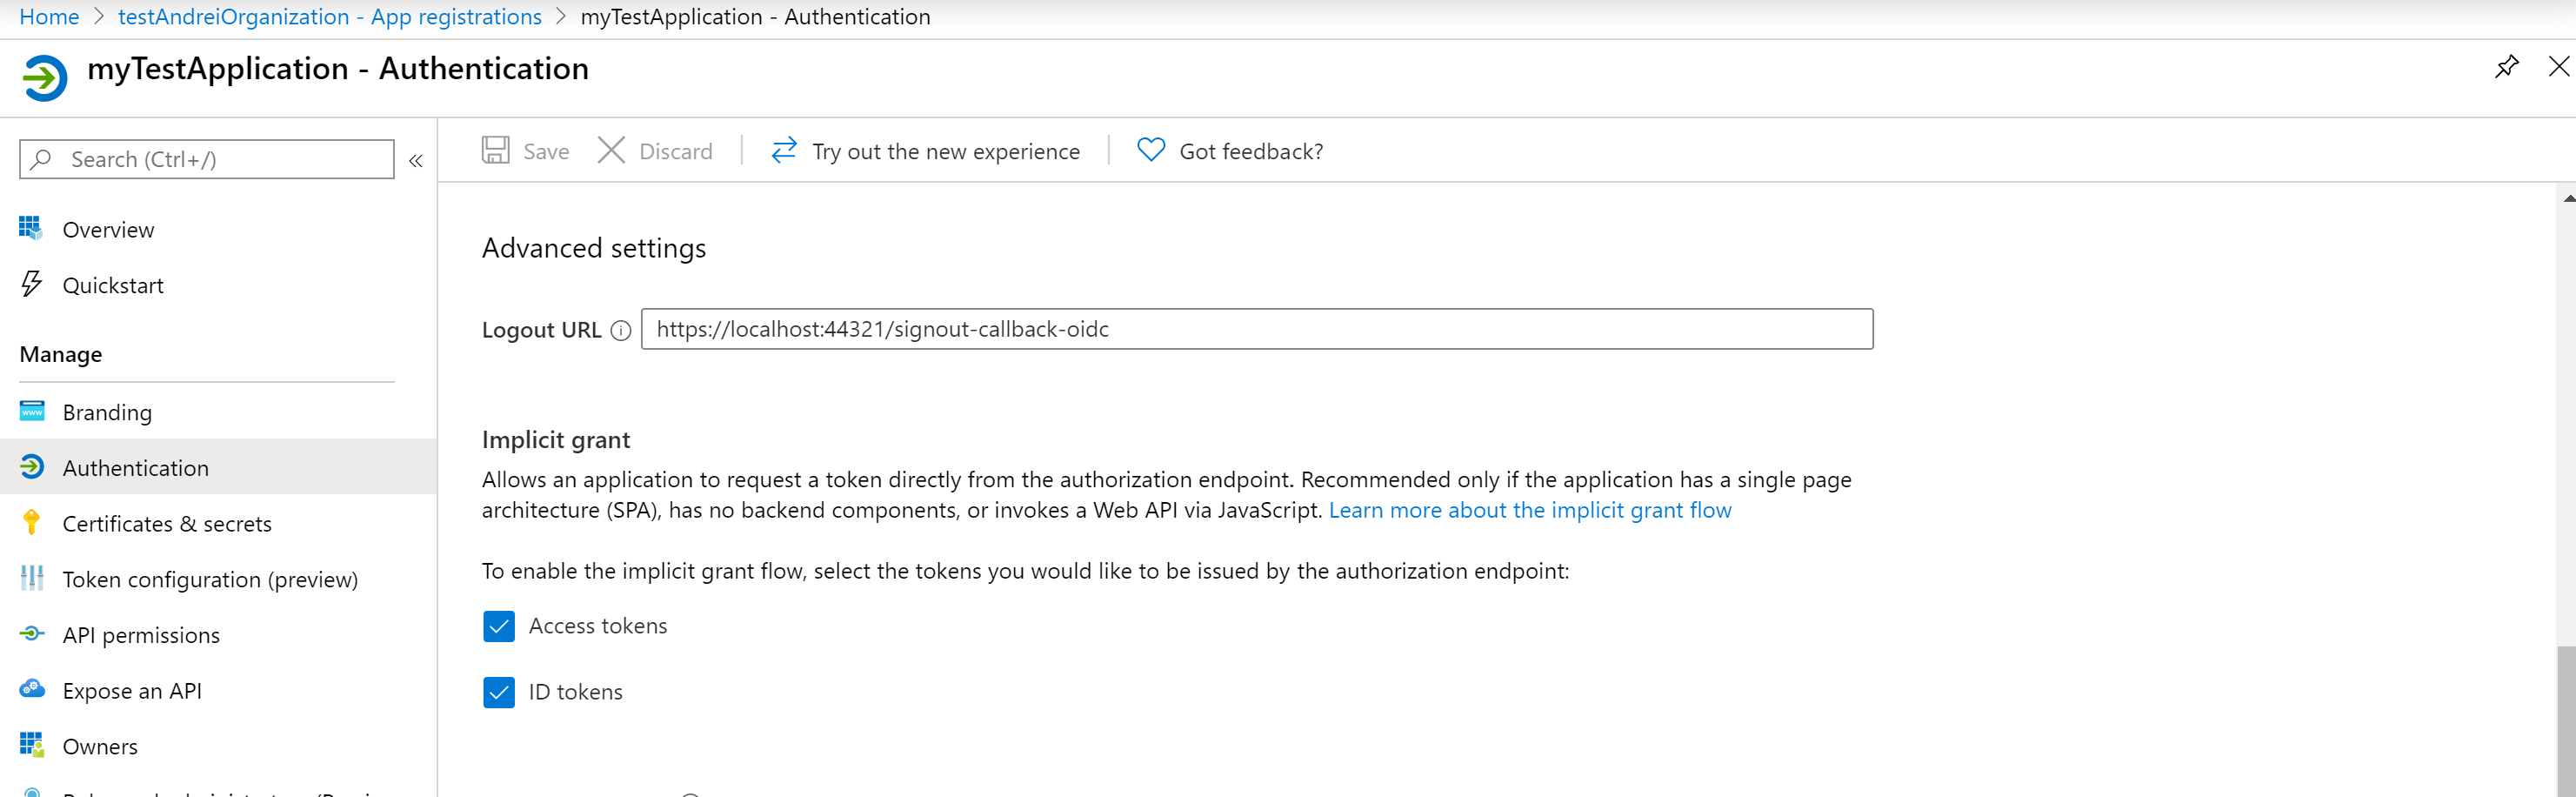 Home > testAndreiOrganization - App registrations > myTestApplication - Authentication
myTestApplication - Authentication
Search (Ctrl+/)
«
Save
Discard
Try out the new experience
Got feedback?
Overview
Quickstart
Manage
Branding
Authentication
Certificates & secrets
Token configuration (preview)
API permissions
Expose an API
Owners
Advanced settings
Logout URL
https://localhost:44321/signout-callback-oidc
Implicit grant
Allows an application to request a token directly from the authorization endpoint. Recommended only if the application has a single page
architecture (SPA), has no backend components, or invokes a Web API via JavaScript. Learn more about the implicit grant flow
To enable the implicit grant flow, select the tokens you would like to be issued by the authorization endpoint:
Access tokens
ID tokens